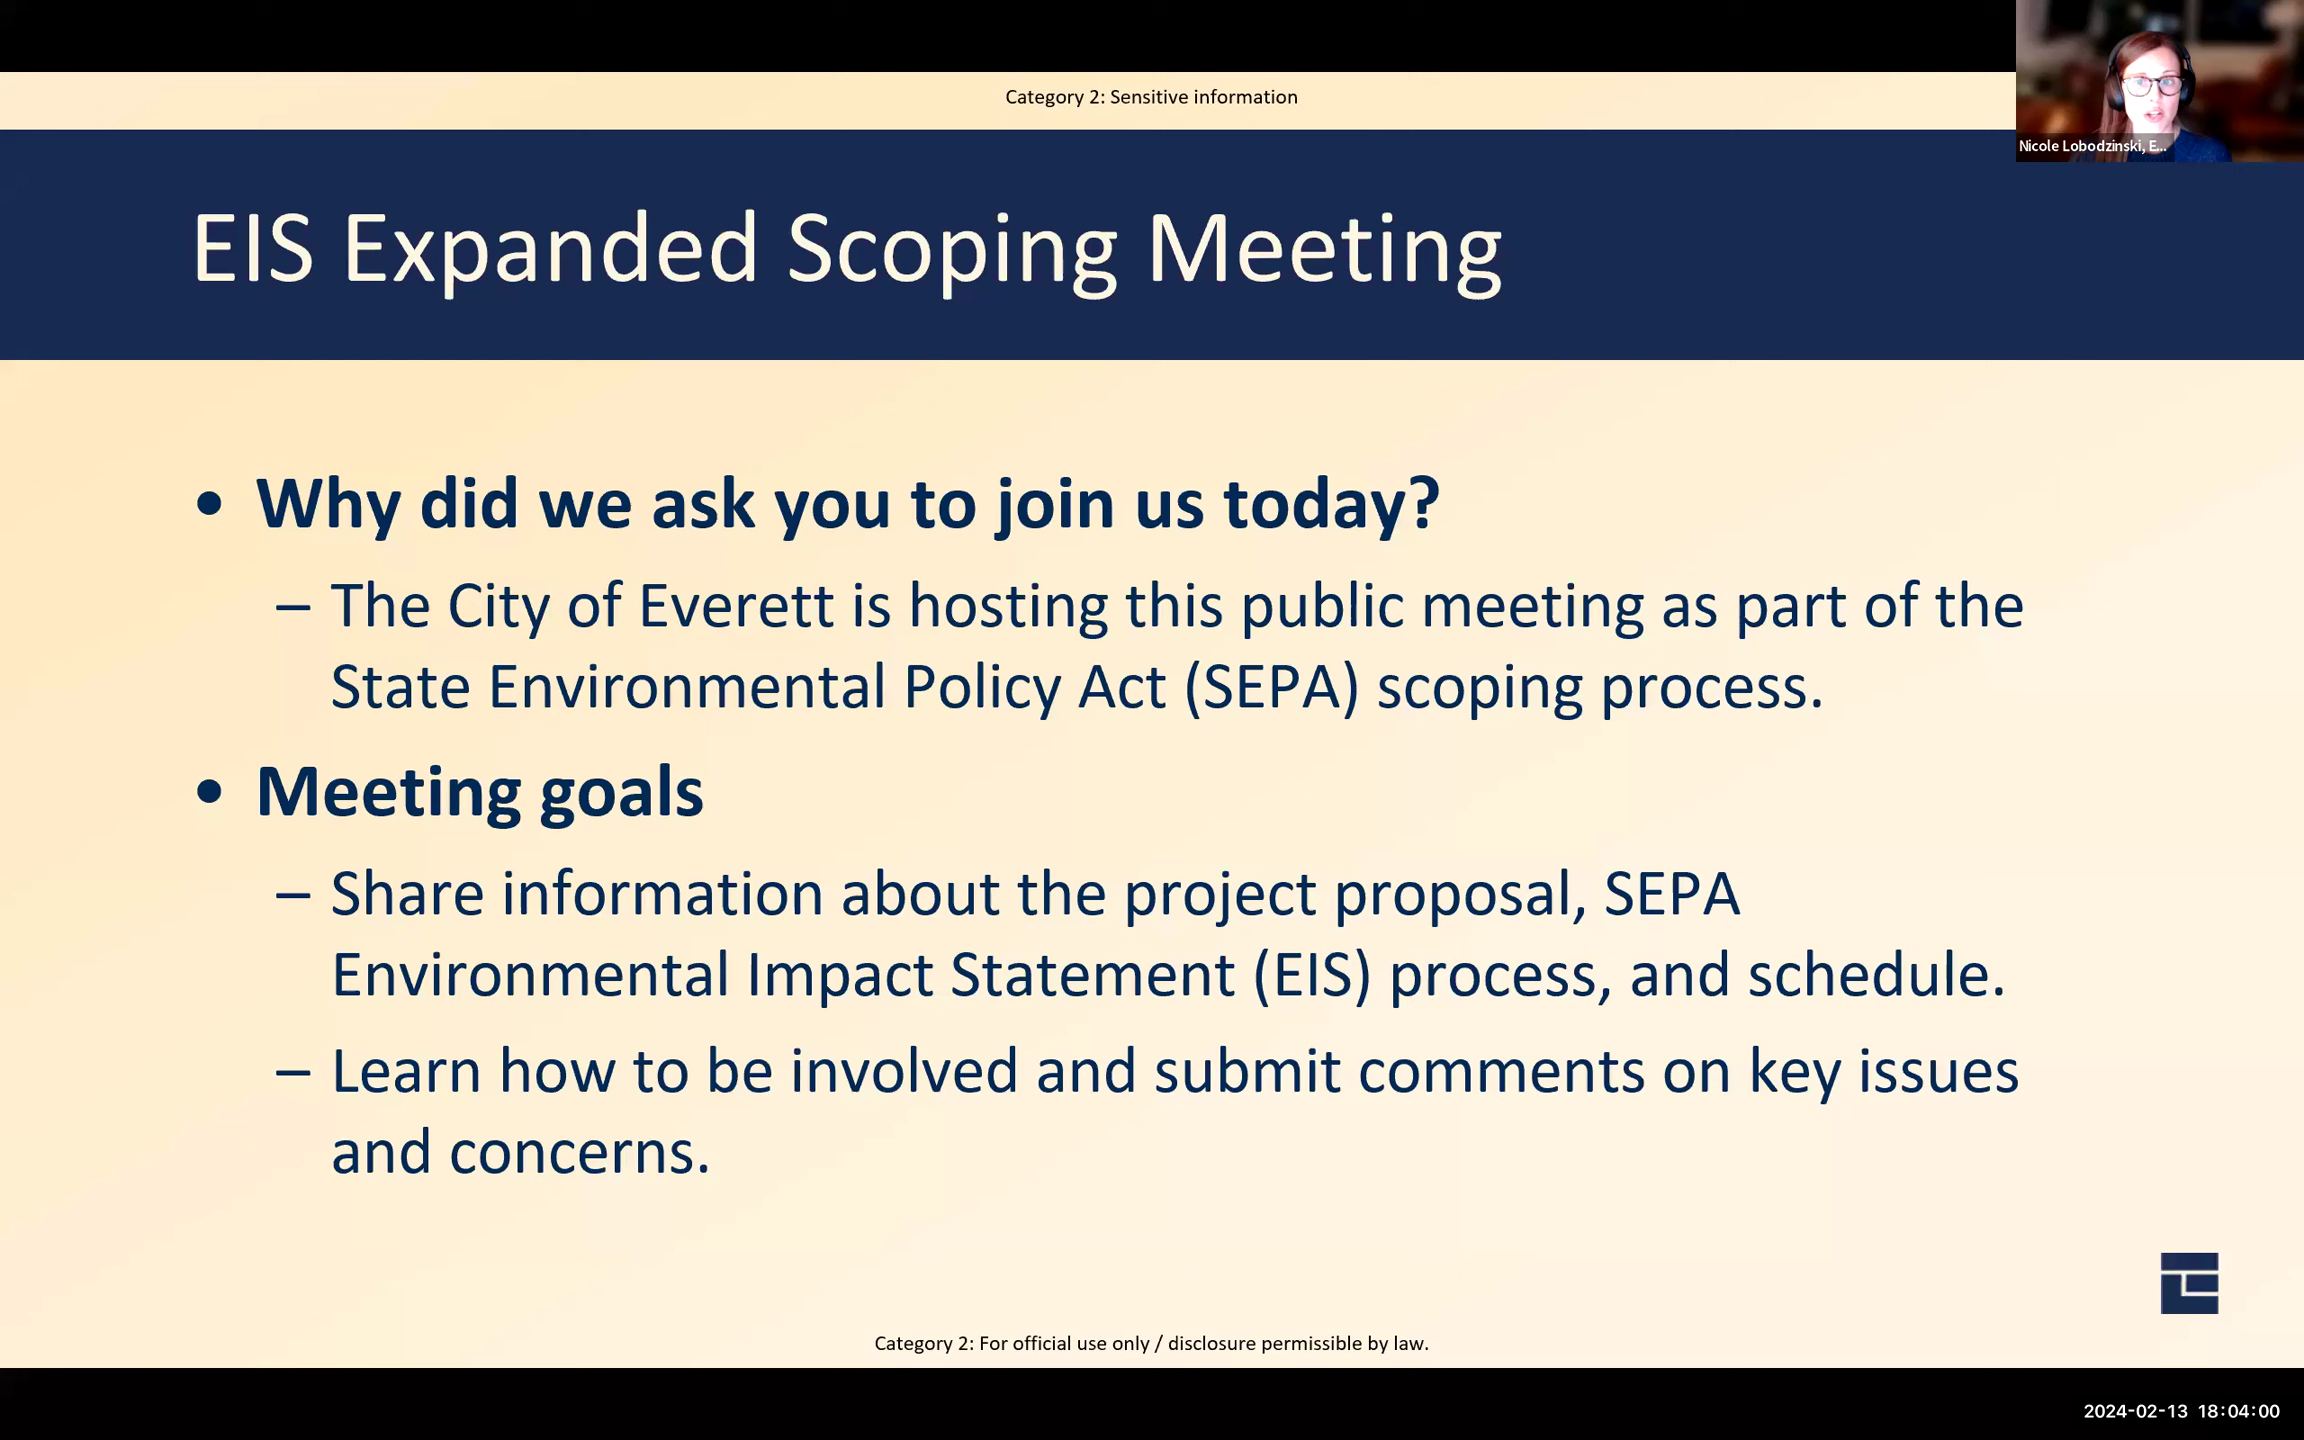 Category 2: Sensitive information
Nicole Lobodzinski, E...
EIS Expanded Scoping Meeting
• Why did we ask you to join us today?
– The City of Everett is hosting this public meeting as part of the
State Environmental Policy Act (SEPA) scoping process.
• Meeting goals
– Share information about the project proposal, SEPA
Environmental Impact Statement (EIS) process, and schedule.
– Learn how to be involved and submit comments on key issues
and concerns.
Category 2: For official use only / disclosure permissible by law.
2024-02-13 18:04:00